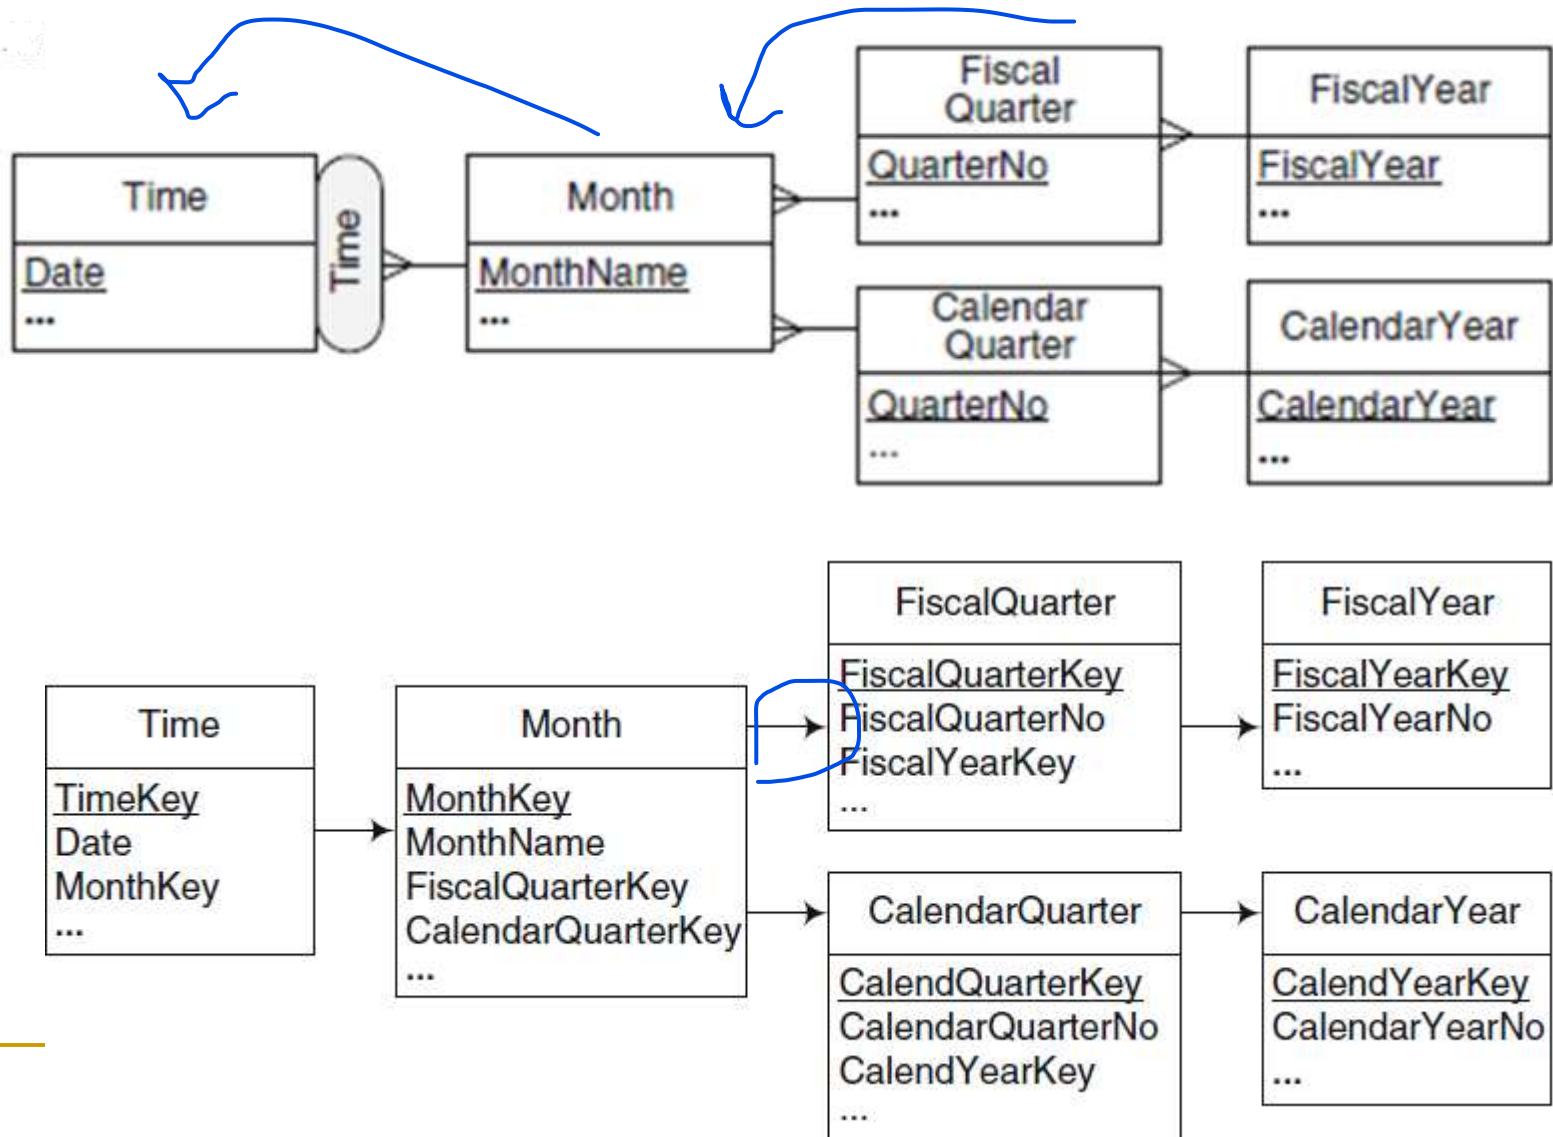 Time
Date
...
Time
Month
MonthName
...
Fiscal
Quarter
QuarterNo
...
FiscalYear
FiscalYear
...
Calendar
Quarter
QuarterNo
...
CalendarYear
CalendarYear
...
Time
TimeKey
Date
MonthKey
...
Month
MonthKey
MonthName
FiscalQuarterKey
CalendarQuarterKey
...
FiscalQuarter
FiscalQuarterKey
FiscalQuarterNo
FiscalYearKey
...
FiscalYear
FiscalYearKey
FiscalYearNo
...
CalendarQuarter
CalendQuarterKey
CalendarQuarterNo
CalendYearKey
...
CalendarYear
CalendYearKey
CalendarYearNo
...